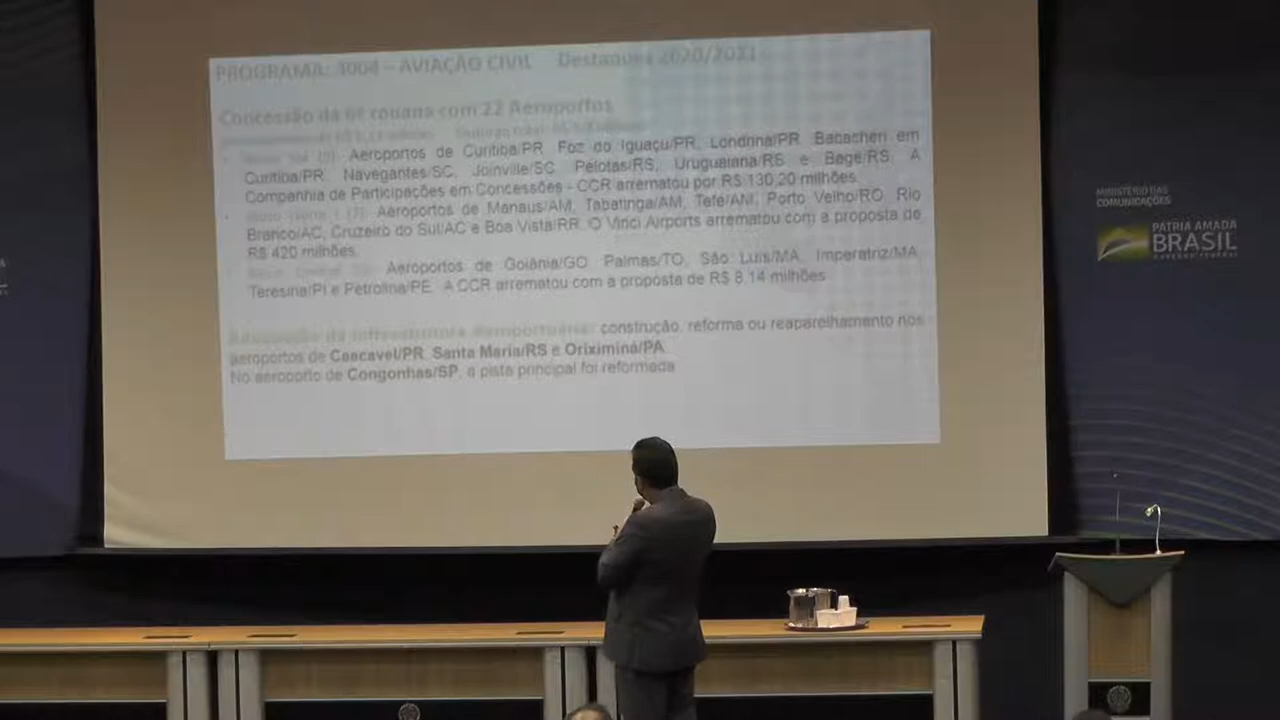 PROGRAMA: 3004 – AVIAÇÃO CIVIL Destaques 2020/2021
Concessão da 6ª rodada com 22 Aeroportos
Aeroportos de Curitiba/PR, Foz do Iguaçu/PR, Londrina/PR, Bacacheri em
Curitiba/PR, Navegantes/SC, Joinville/SC, Pelotas/RS, Uruguaiana/RS e Bagé/RS. A
Companhia de Participações em Concessões - CCR arrematou por R$ 130,20 milhões.
Aeroportos de Manaus/AM, Tabatinga/AM, Tefé/AM, Porto Velho/RO, Rio
Branco/AC, Cruzeiro do Sul/AC e Boa Vista/RR. O Vinci Airports arrematou com a proposta de
R$ 420 milhões.
Aeroportos de Goiânia/GO, Palmas/TO, São Luís/MA, Imperatriz/MA,
Teresina/PI e Petrolina/PE. A CCR arrematou com a proposta de R$ 8,14 milhões
construção, reforma ou reaparelhamento nos
aeroportos de Cascavel/PR, Santa Maria/RS e Oriximiná/PA.
No aeroporto de Congonhas/SP, a pista principal foi reformada
MINISTÉRIO DAS
COMUNICAÇÕES
PÁTRIA AMADA
BRASIL
GOVERNO FEDERAL